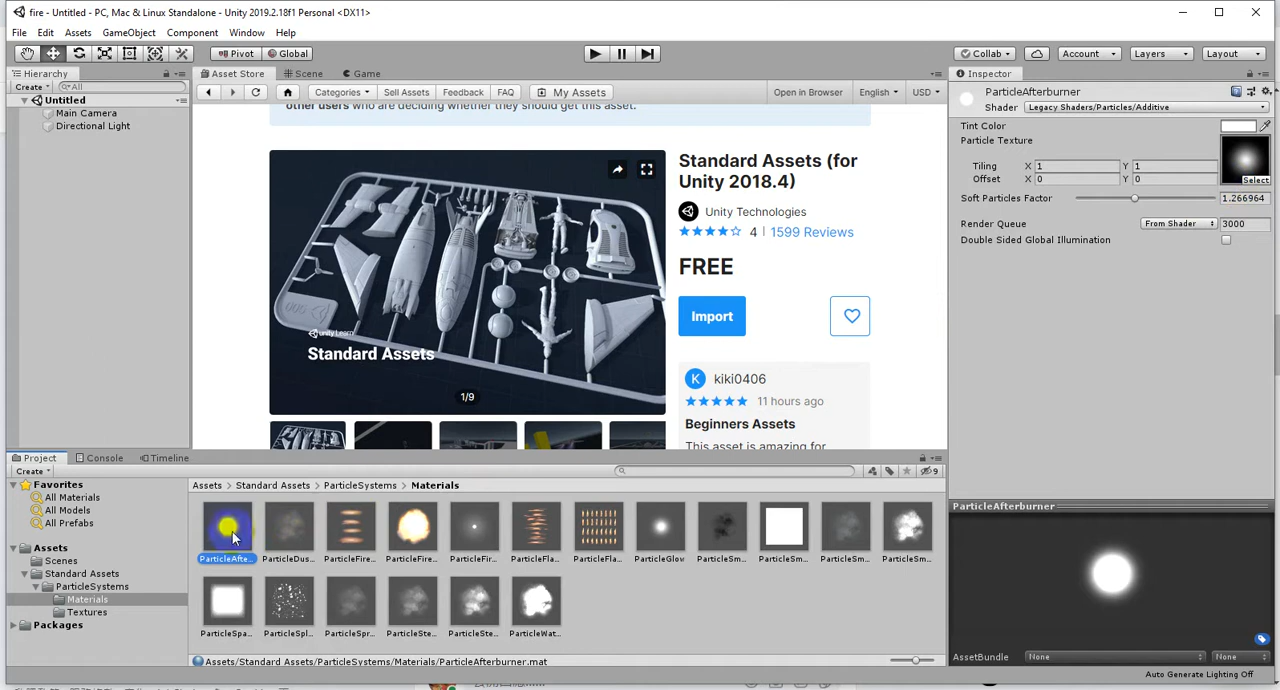 fire - Untitled - PC, Mac & Linux Standalone - Unity 2019.2.18f1 Personal <DX11>
File Edit Assets GameObject Component Window Help
Pivot Global Collab Account Layers Layout
Hierarchy Asset Store Scene Game Inspector
Create All
Categories Sell Assets Feedback FAQ My Assets Open in Browser English USD
Untitled
Main Camera
Directional Light
other users who are deciding whether they should get this asset.
Standard Assets (for
Unity 2018.4)
Unity Technologies
4 | 1599 Reviews
FREE
Import
unity Learn
Standard Assets
1/9
K kiki0406
11 hours ago
Beginners Assets
This asset is amazing for
ParticleAfterburner
Shader Legacy Shaders/Particles/Additive
Tint Color
Particle Texture
Tiling X 1 Y 1
Offset X 0 Y 0
Select
Soft Particles Factor 1.266964
Render Queue From Shader 3000
Double Sided Global Illumination
Project Console Timeline
Create 9
Favorites
All Materials
All Models
All Prefabs
Assets
Scenes
Standard Assets
ParticleSystems
Materials
Textures
Packages
Assets > Standard Assets > ParticleSystems > Materials
ParticleAfte... ParticleDus... ParticleFire... ParticleFire... ParticleFir... ParticleFla... ParticleFla... ParticleGlow ParticleSm... ParticleSm... ParticleSm... ParticleSm...
ParticleSpa... ParticleSpl... ParticleSpr... ParticleSte... ParticleSte... ParticleWat...
Assets/Standard Assets/ParticleSystems/Materials/ParticleAfterburner.mat
ParticleAfterburner
AssetBundle None None
Auto Generate Lighting Off